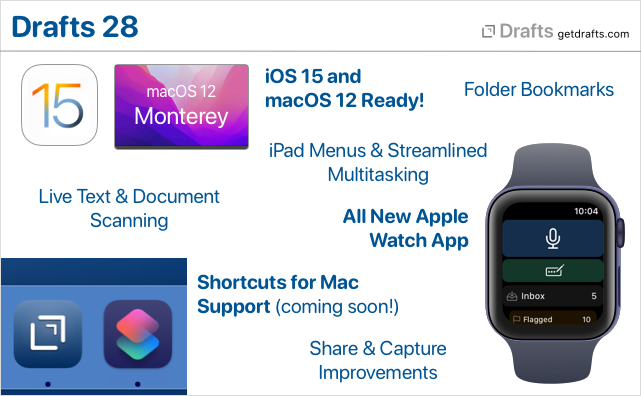 Drafts 28
Drafts getdrafts.com
15
macOS 12
Monterey
iOS 15 and
macOS 12 Ready!
Folder Bookmarks
iPad Menus & Streamlined
Multitasking
Live Text & Document
Scanning
All New Apple
Watch App
10:04
Inbox 5
Flagged 10
Shortcuts for Mac
Support (coming soon!)
Share & Capture
Improvements